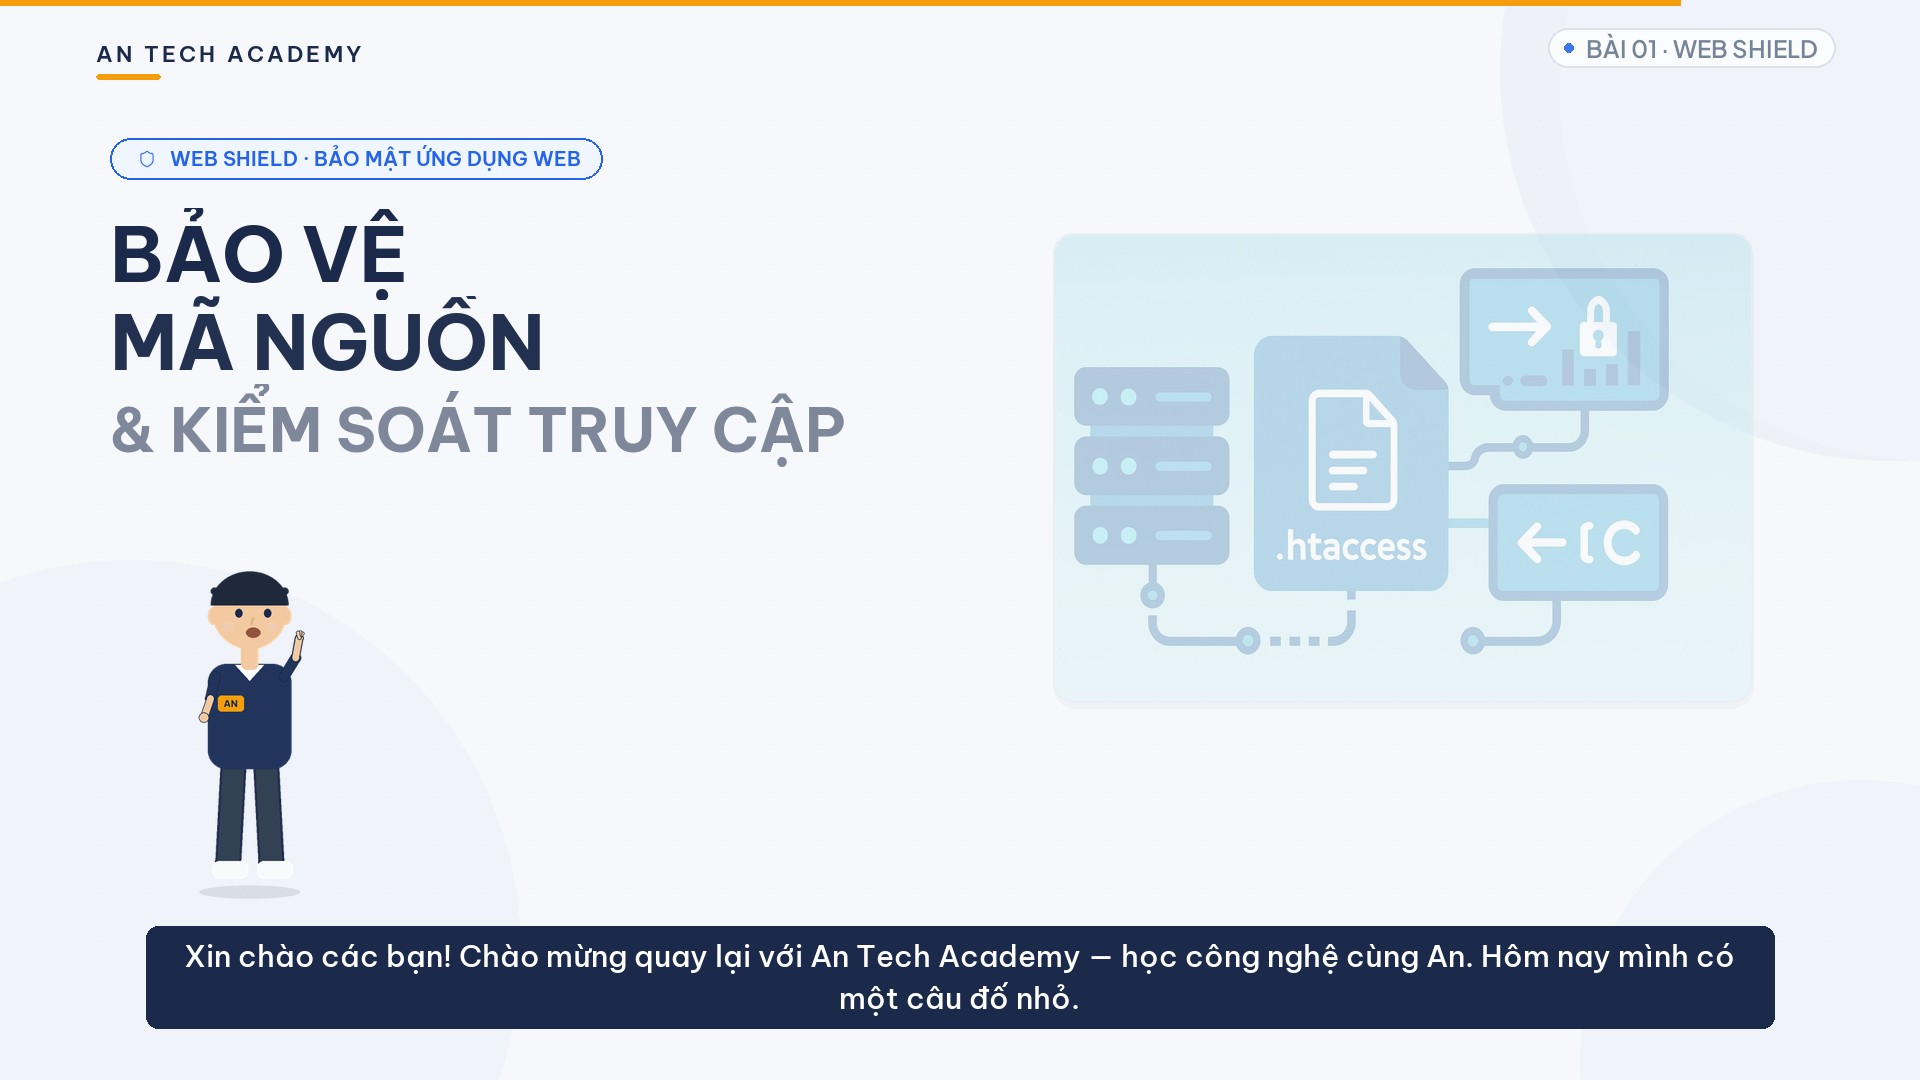 AN TECH ACADEMY
BÀI 01 · WEB SHIELD
WEB SHIELD · BẢO MẬT ỨNG DỤNG WEB
BẢO VỆ
MÃ NGUỒN
& KIỂM SOÁT TRUY CẬP
.htaccess
C
AN
Xin chào các bạn! Chào mừng quay lại với An Tech Academy — học công nghệ cùng An. Hôm nay mình có
một câu đố nhỏ.